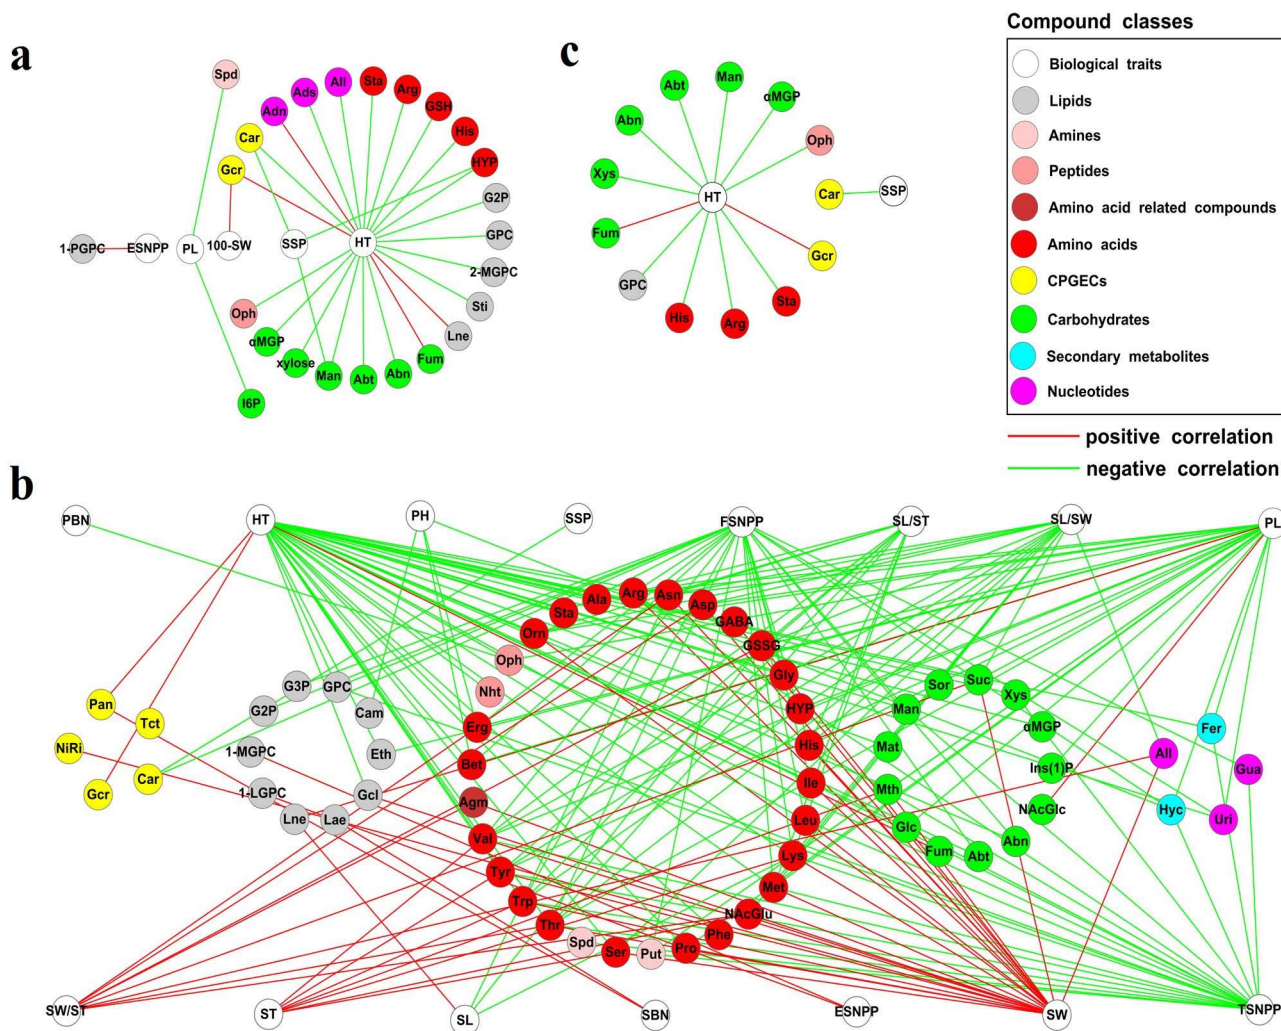 a
Spd
Adn
Ads
All
Sta
Arg
GSH
His
HYP
Car
Gcr
G2P
GPC
2-MGPC
Sti
Lne
Fum
Abn
Abt
Man
xylose
αMGP
Oph
I6P
1-PGPC
ESNPP
PL
100-SW
SSP
HT
c
Abn
Abt
Man
αMGP
Oph
Xys
HT
Car
SSP
Fum
Gcr
GPC
His
Arg
Sta
Compound classes
Biological traits
Lipids
Amines
Peptides
Amino acid related compounds
Amino acids
CPGECs
Carbohydrates
Secondary metabolites
Nucleotides
positive correlation
negative correlation
b
PBN
HT
PH
SSP
FSNPP
SL/ST
SL/SW
PL
Pan
Tct
NiRi
Car
Gcr
G3P
GPC
G2P
Cam
1-MGPC
Eth
1-LGPC
Gcl
Lne
Lae
Orn
Sta
Ala
Arg
Asn
Asp
GABA
GSSG
Gly
HYP
His
Ile
Leu
Lys
Met
NAcGlu
Phe
Pro
Put
Ser
Spd
Thr
Trp
Tyr
Val
Agm
Bet
Erg
Nht
Oph
Man
Sor
Suc
Xys
αMGP
Ins(1)P
NAcGlc
Abn
Abt
Fum
Glc
Mth
Mat
Fer
All
Gua
Hyc
Uri
SW/ST
ST
SL
SBN
ESNPP
SW
TSNPP